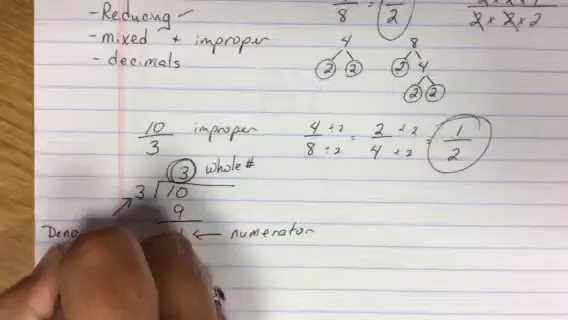 -Reducing ✓
-mixed + improper
- decimals
8 = 2
2 x 2 x 2
4
2 2
8
2 4
2 2
10/3 improper
4 ÷2 / 8 ÷2 = 2 ÷2 / 4 ÷2 = 1/2
3 whole #
3 10
9
← numerator